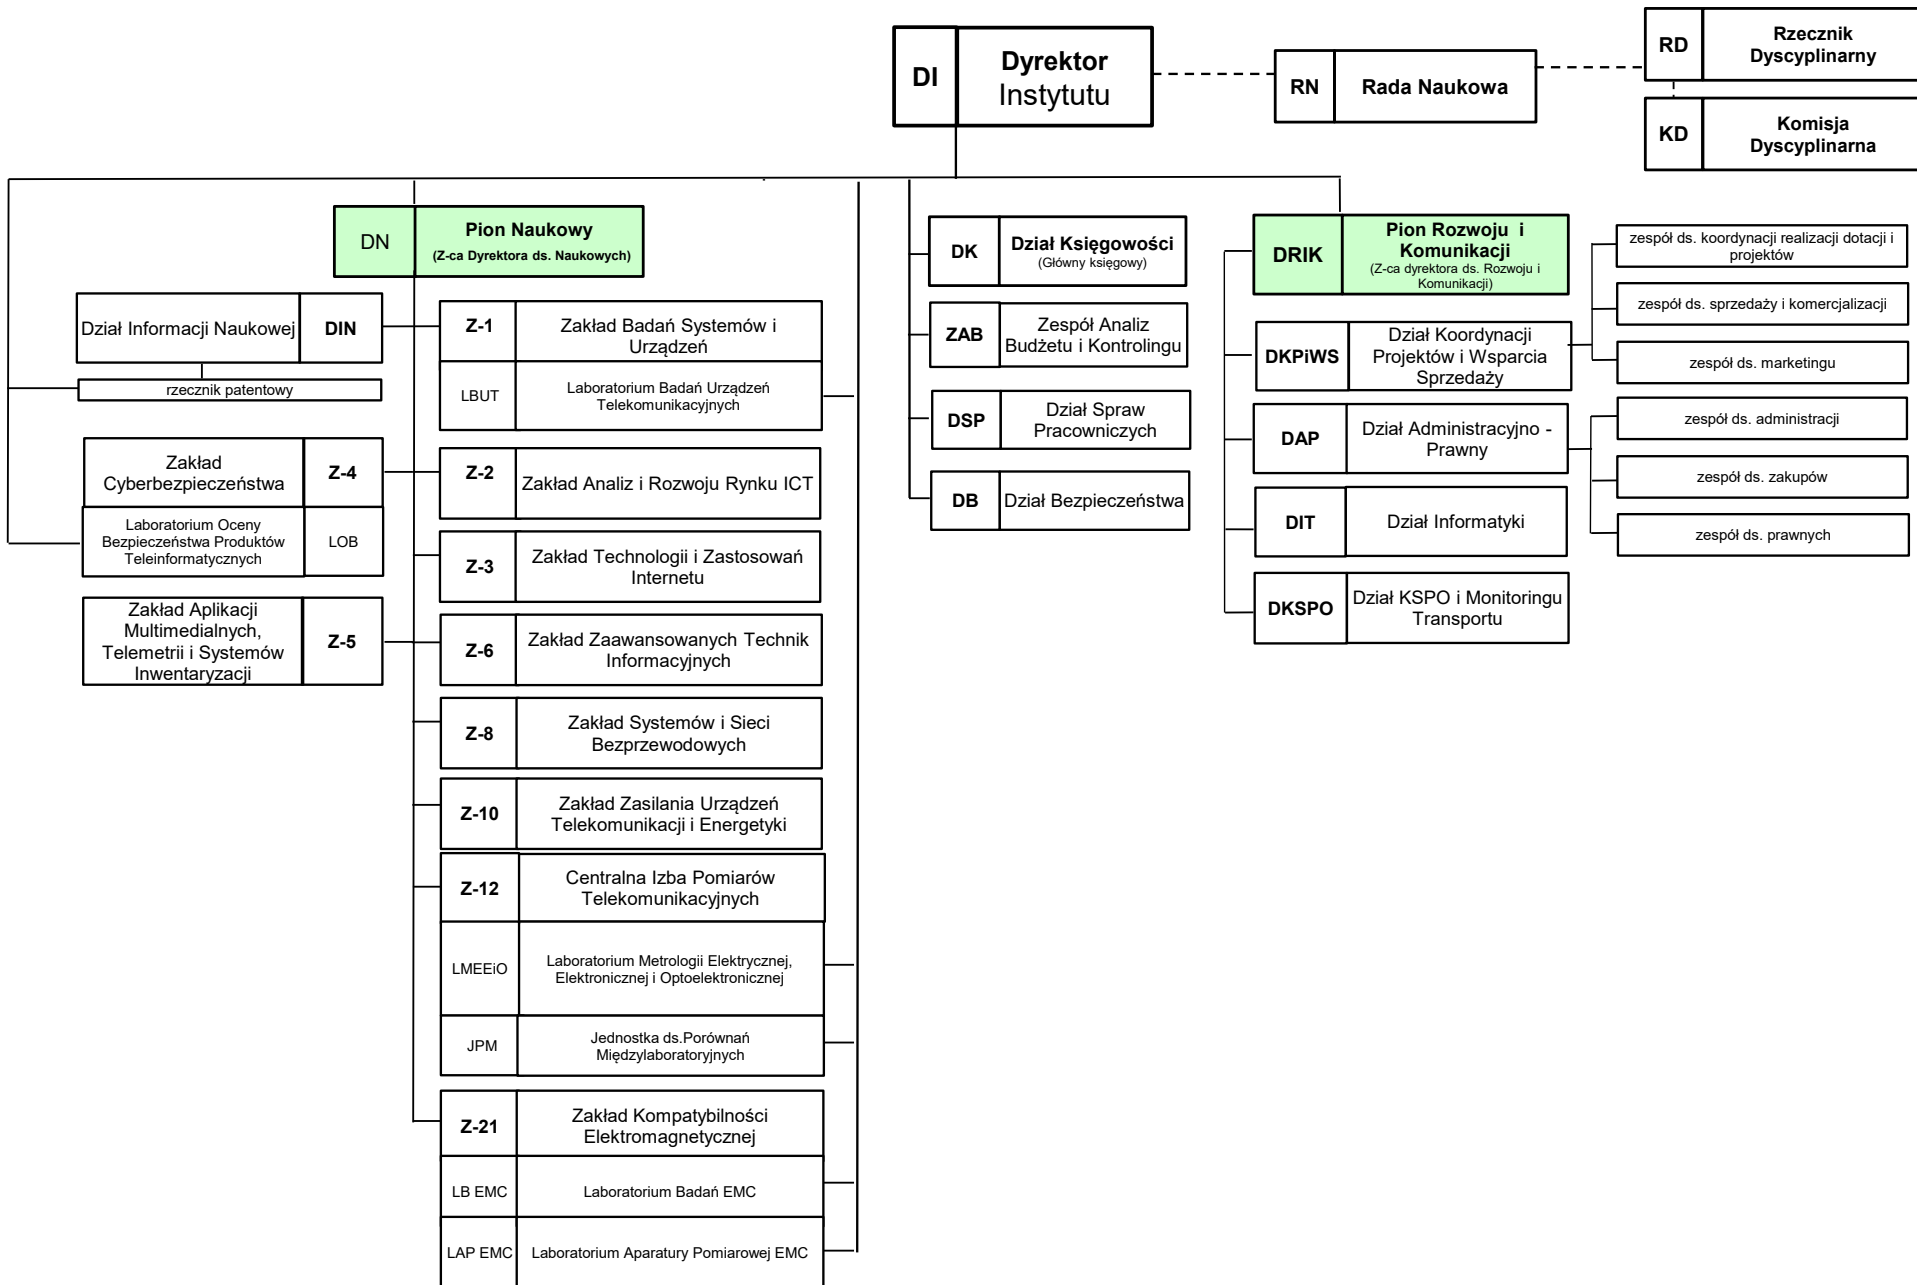 DI
Dyrektor
Instytutu
RN
Rada Naukowa
RD
Rzecznik
Dyscyplinarny
KD
Komisja
Dyscyplinarna
DN
Pion Naukowy
(Z-ca Dyrektora ds. Naukowych)
Dział Informacji Naukowej
DIN
rzecznik patentowy
Zakład
Cyberbezpieczeństwa
Z-4
Laboratorium Oceny
Bezpieczeństwa Produktów
Teleinformatycznych
LOB
Zakład Aplikacji
Multimedialnych,
Telemetrii i Systemów
Inwentaryzacji
Z-5
Z-1
Zakład Badań Systemów i
Urządzeń
LBUT
Laboratorium Badań Urządzeń
Telekomunikacyjnych
Z-2
Zakład Analiz i Rozwoju Rynku ICT
Z-3
Zakład Technologii i Zastosowań
Internetu
Z-6
Zakład Zaawansowanych Technik
Informacyjnych
Z-8
Zakład Systemów i Sieci
Bezprzewodowych
Z-10
Zakład Zasilania Urządzeń
Telekomunikacji i Energetyki
Z-12
Centralna Izba Pomiarów
Telekomunikacyjnych
LMEEiO
Laboratorium Metrologii Elektrycznej,
Elektronicznej i Optoelektronicznej
JPM
Jednostka ds.Porównań
Międzylaboratoryjnych
Z-21
Zakład Kompatybilności
Elektromagnetycznej
LB EMC
Laboratorium Badań EMC
LAP EMC
Laboratorium Aparatury Pomiarowej EMC
DK
Dział Księgowości
(Główny księgowy)
ZAB
Zespół Analiz
Budżetu i Kontrolingu
DSP
Dział Spraw
Pracowniczych
DB
Dział Bezpieczeństwa
DRIK
Pion Rozwoju i
Komunikacji
(Z-ca dyrektora ds. Rozwoju i
Komunikacji)
DKPiWS
Dział Koordynacji
Projektów i Wsparcia
Sprzedaży
DAP
Dział Administracyjno -
Prawny
DIT
Dział Informatyki
DKSPO
Dział KSPO i Monitoringu
Transportu
zespół ds. koordynacji realizacji dotacji i
projektów
zespół ds. sprzedaży i komercjalizacji
zespół ds. marketingu
zespół ds. administracji
zespół ds. zakupów
zespół ds. prawnych